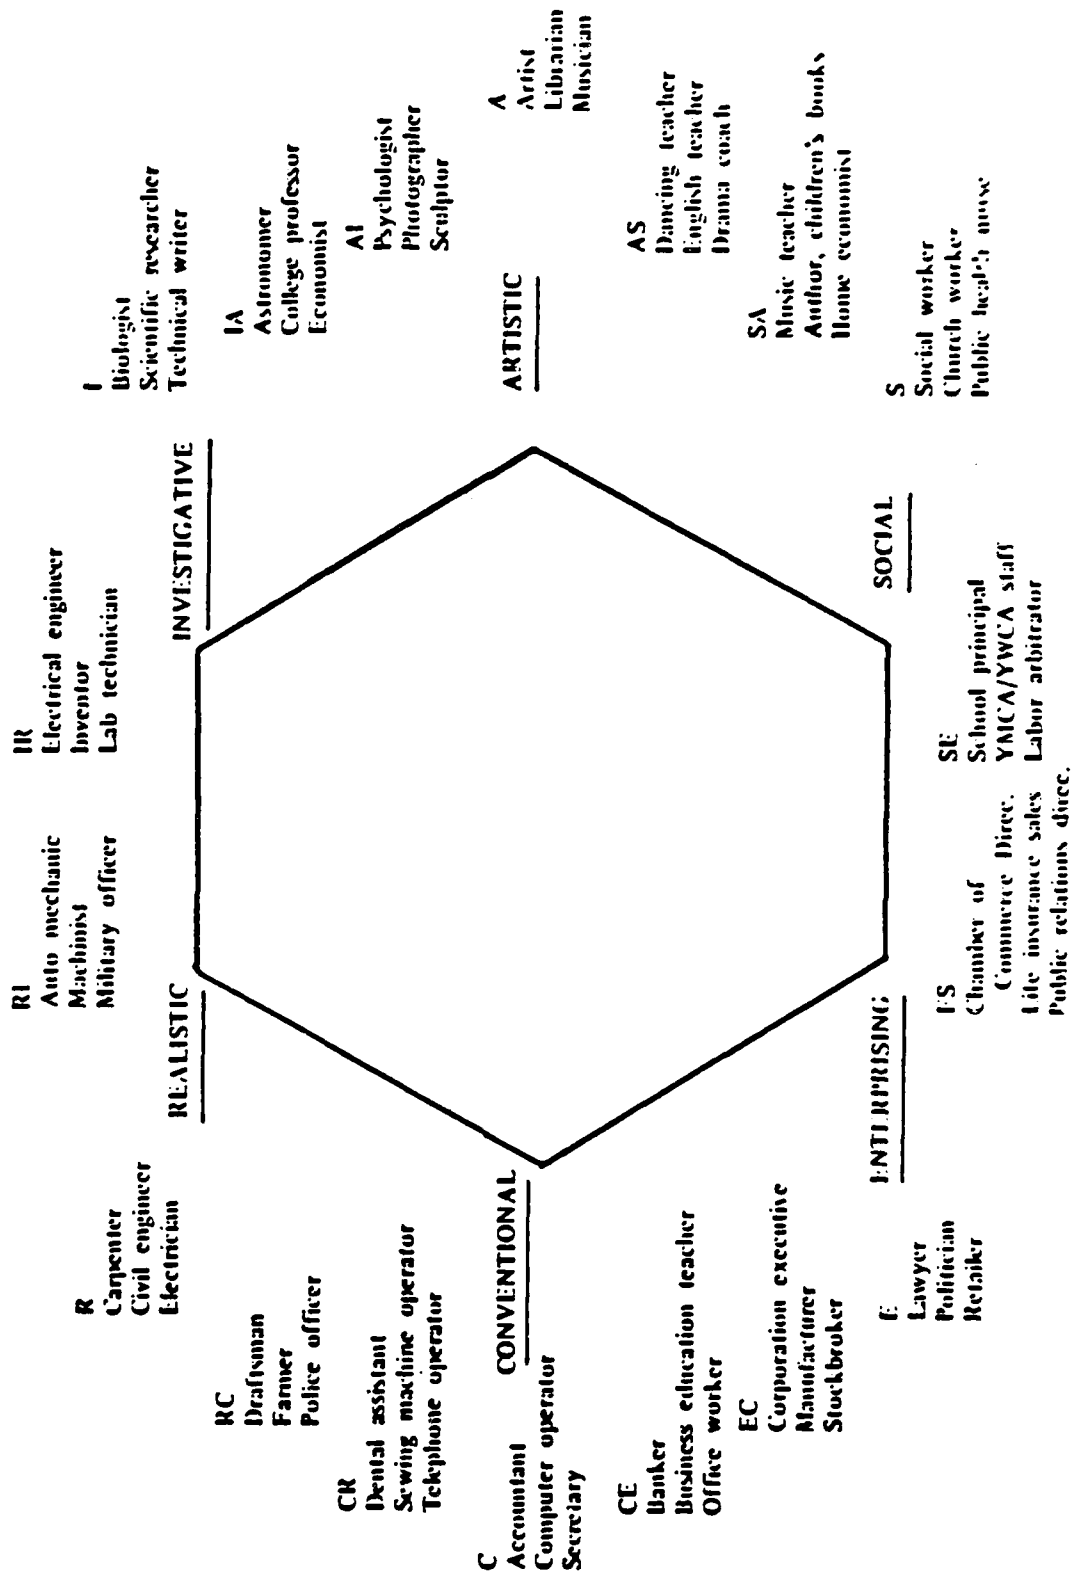 RI
Auto mechanic
Machinist
Military officer
IR
Electrical engineer
Inventor
Lab technician
R
Carpenter
Civil engineer
Electrician
REALISTIC
INVESTIGATIVE
I
Biologist
Scientific researcher
Technical writer
RC
Draftsman
Farmer
Police officer
IA
Astronomer
College professor
Economist
CR
Dental assistant
Sewing machine operator
Telephone operator
AI
Psychologist
Photographer
Sculptor
C
Accountant
Computer operator
Secretary
CONVENTIONAL
ARTISTIC
A
Artist
Librarian
Musician
CE
Banker
Business education teacher
Office worker
AS
Dancing teacher
English teacher
Drama coach
EC
Corporation executive
Manufacturer
Stockbroker
SA
Music teacher
Author, children's books
Home economist
E
Lawyer
Politician
Retailer
ENTERPRISING
SOCIAL
S
Social worker
Church worker
Public health nurse
ES
Chamber of
Commerce Direc.
Life insurance sales
Public relations direc.
SE
School principal
YMCA/YWCA staff
Labor arbitrator